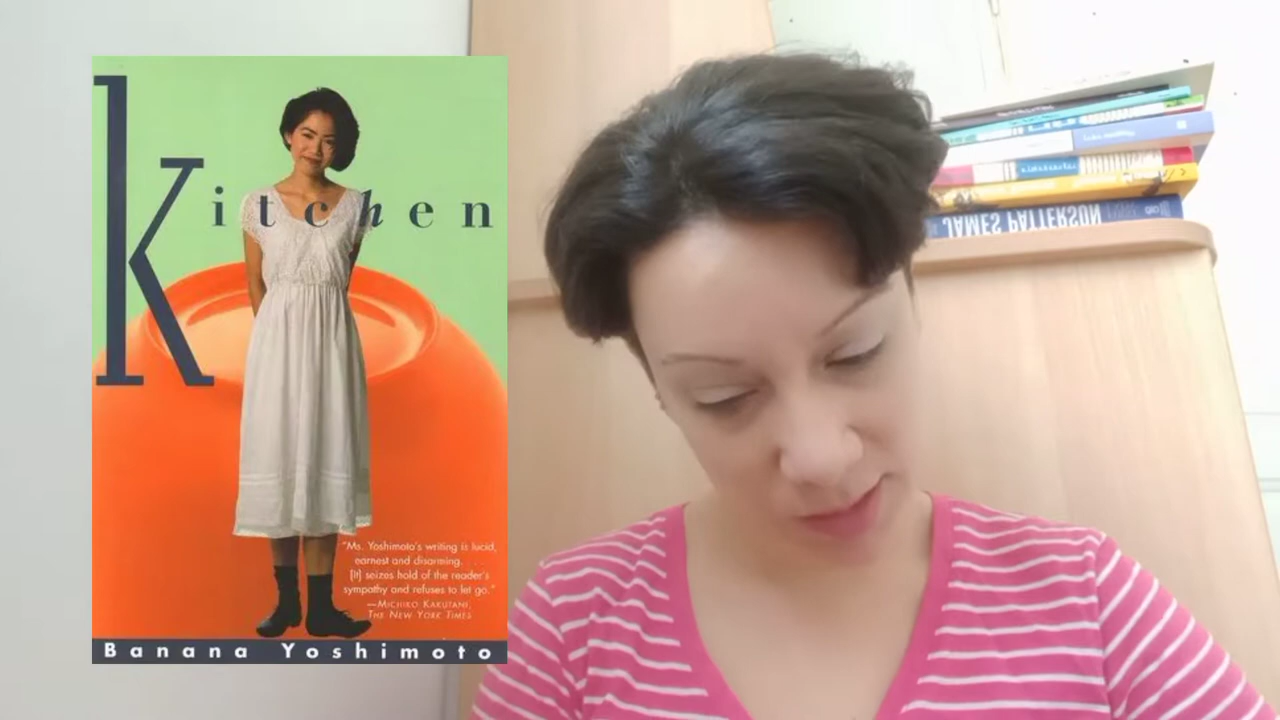 kitchen
"Ms. Yoshimoto's writing is lucid,
earnest and disarming. . . .
[It] seizes hold of the reader's
sympathy and refuses to let go."
—MICHIKO KAKUTANI,
THE NEW YORK TIMES
Banana Yoshimoto
JAMES PATTERSON